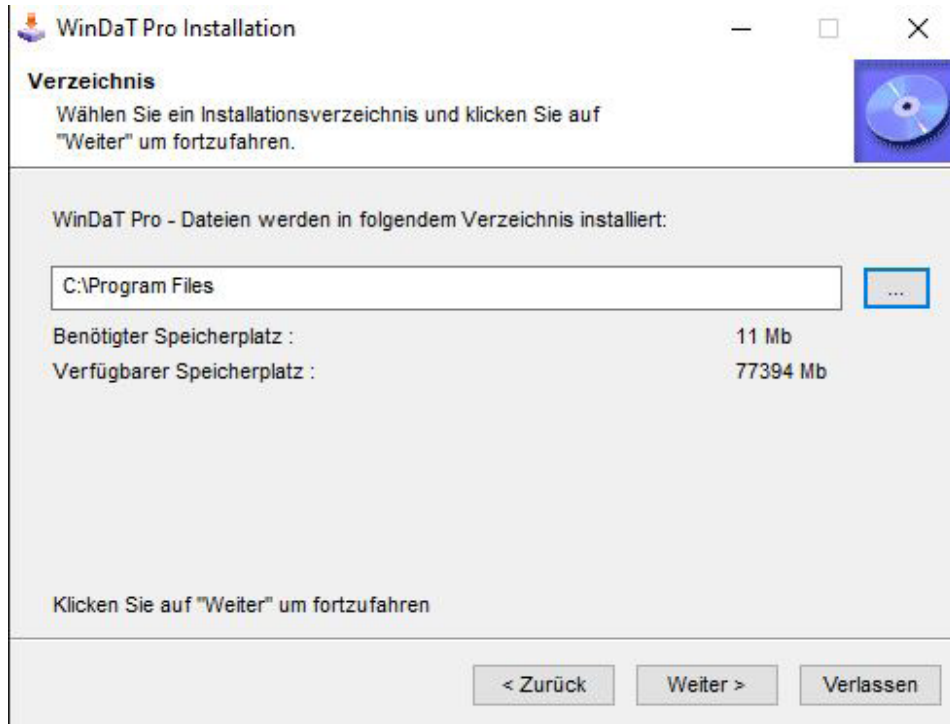 WinDaT Pro Installation
Verzeichnis
Wählen Sie ein Installationsverzeichnis und klicken Sie auf
"Weiter" um fortzufahren.
WinDaT Pro - Dateien werden in folgendem Verzeichnis installiert:
C:\Program Files
...
Benötigter Speicherplatz : 11 Mb
Verfügbarer Speicherplatz : 77394 Mb
Klicken Sie auf "Weiter" um fortzufahren
< Zurück Weiter > Verlassen